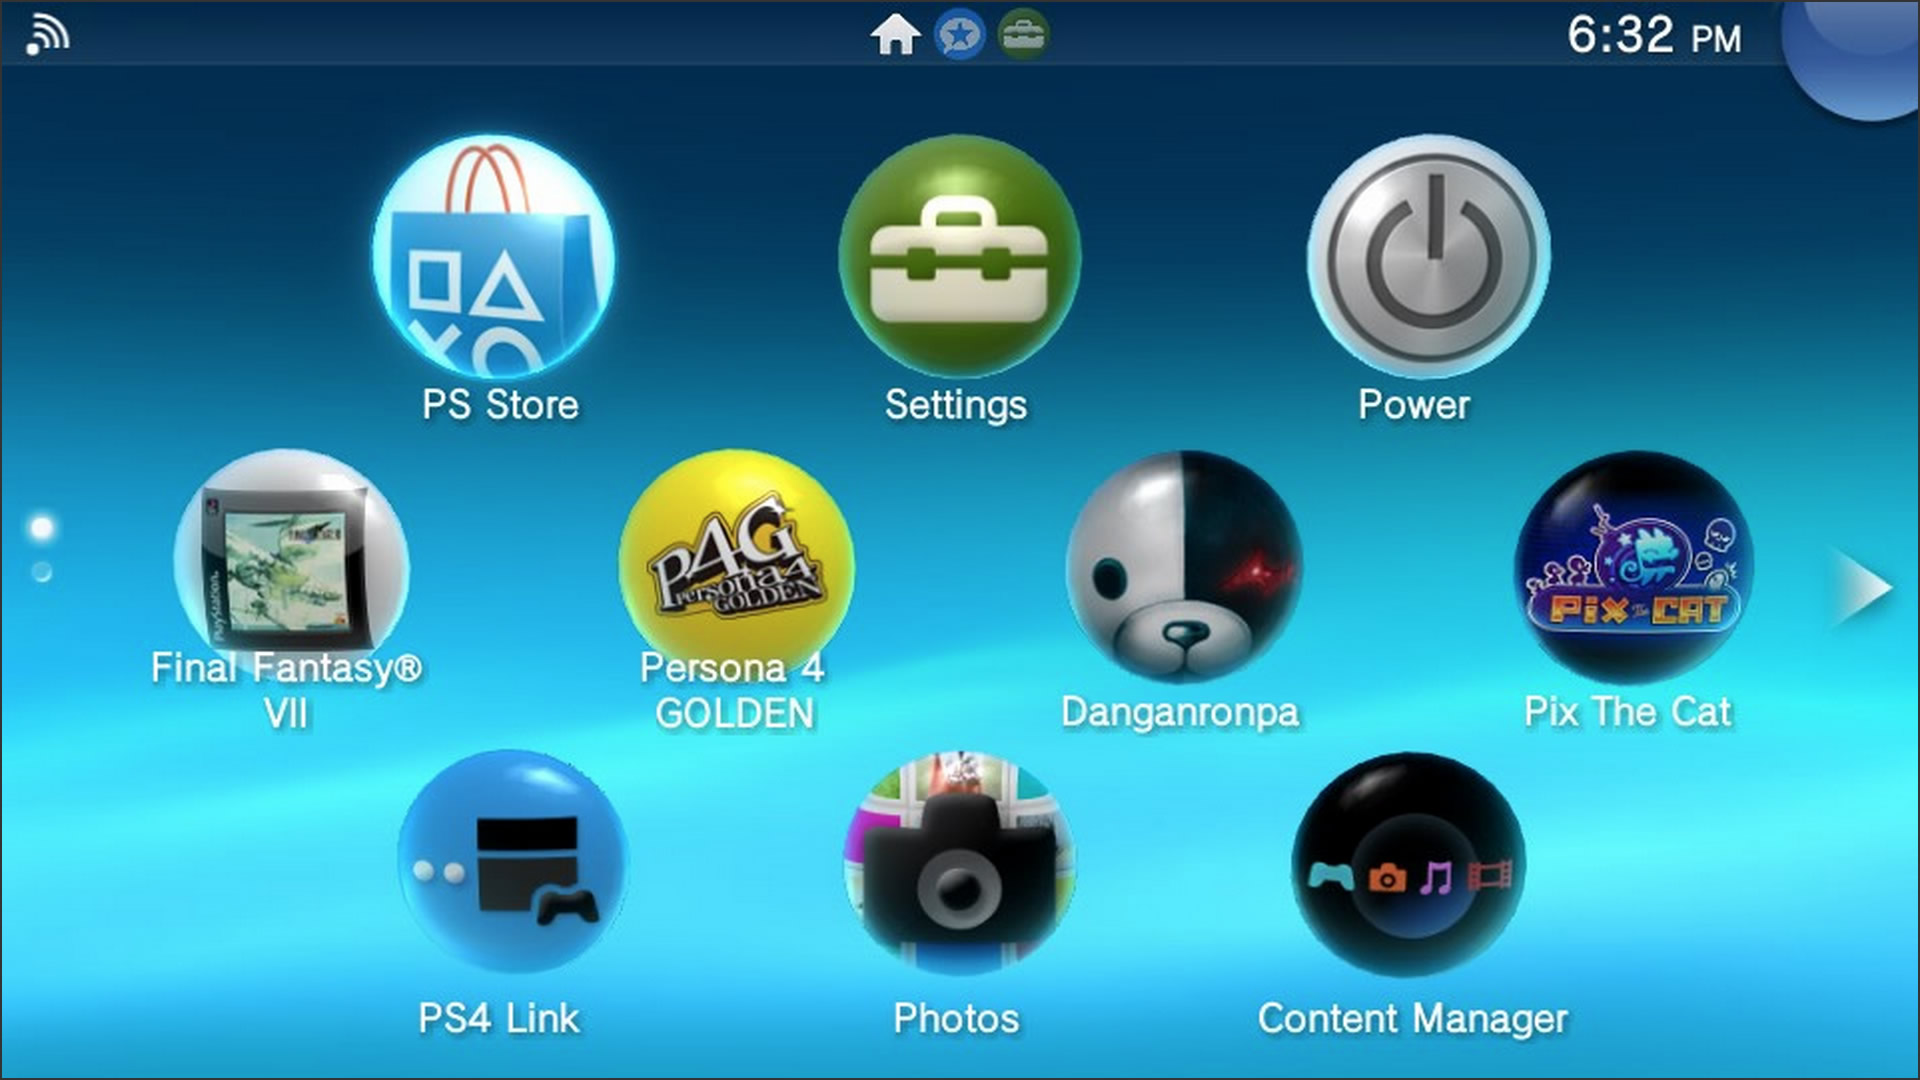 6:32 PM
PS Store
Settings
Power
PlayStation
P4G
Persona 4
GOLDEN
PiX The CAT
Final Fantasy®
VII
Persona 4
GOLDEN
Danganronpa
Pix The Cat
PS4 Link
Photos
Content Manager